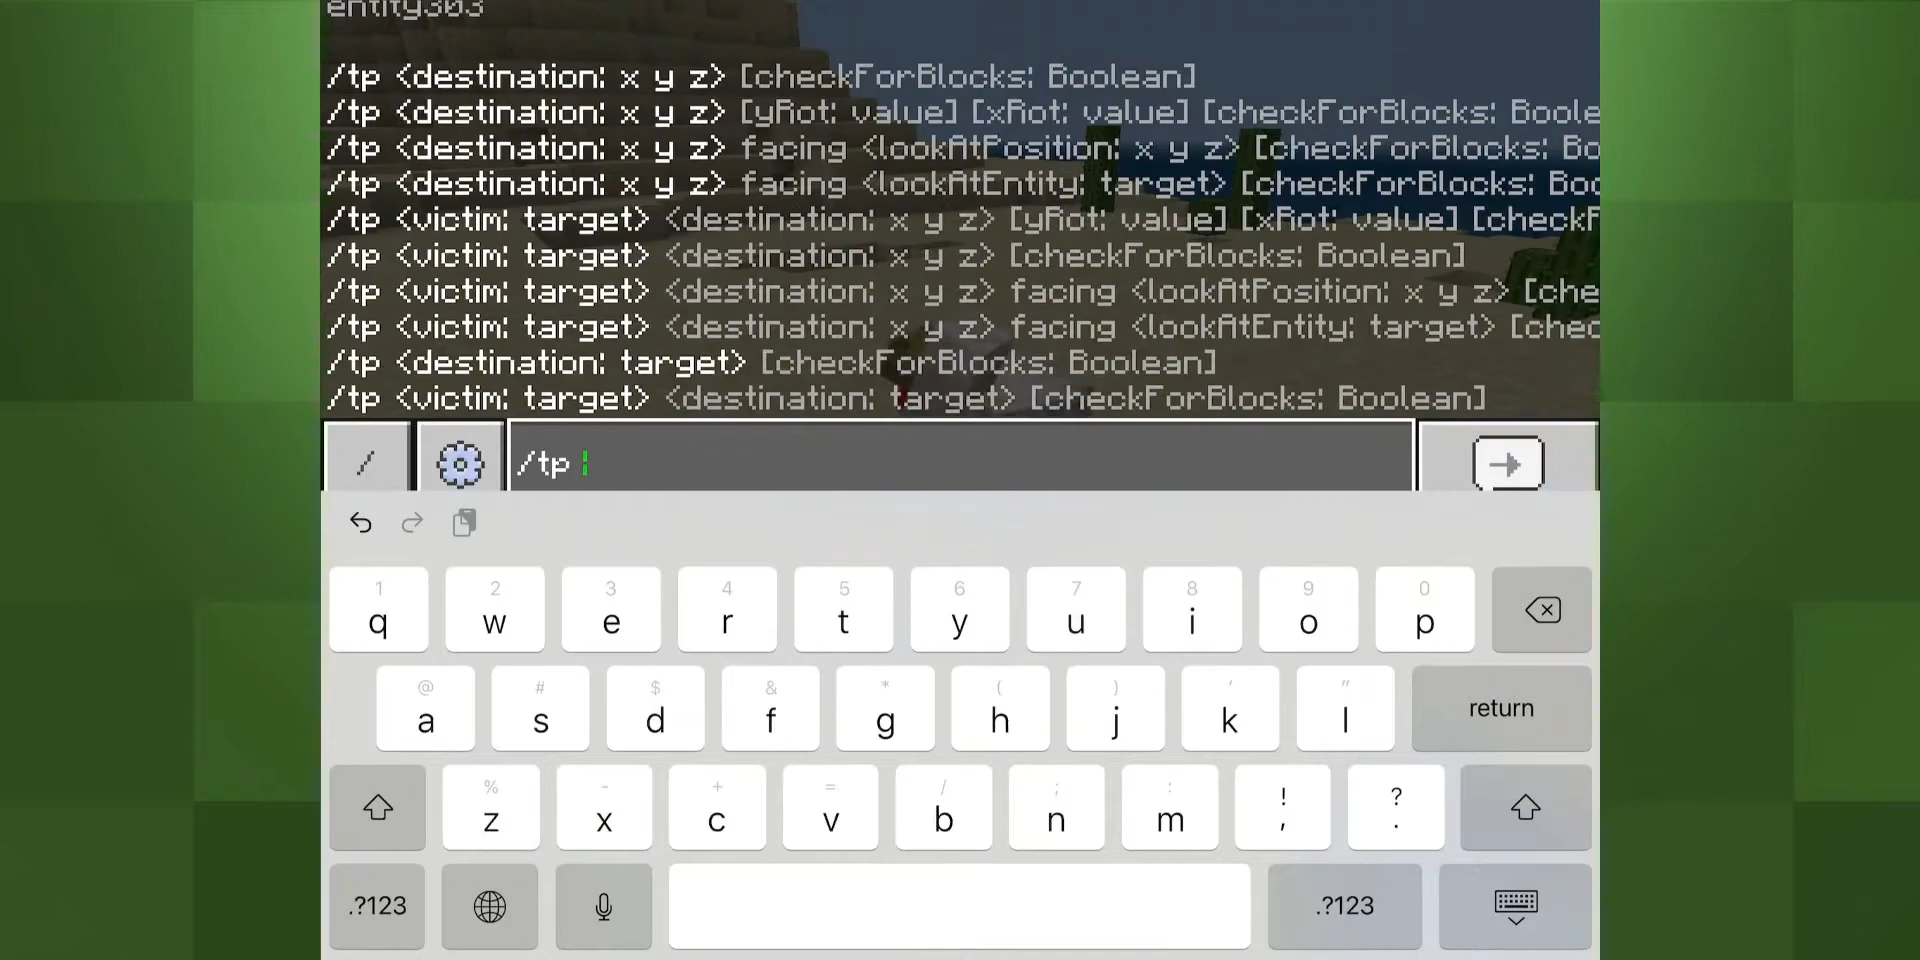 entity303
/tp <destination: x y z> [checkForBlocks: Boolean]
/tp <destination: x y z> [yRot: value] [xRot: value] [checkForBlocks: Boole
/tp <destination: x y z> facing <lookAtPosition: x y z> [checkForBlocks: Bo
/tp <destination: x y z> facing <lookAtEntity: target> [checkForBlocks: Boo
/tp <victim: target> <destination: x y z> [yRot: value] [xRot: value] [checkF
/tp <victim: target> <destination: x y z> [checkForBlocks: Boolean]
/tp <victim: target> <destination: x y z> facing <lookAtPosition: x y z> [che
/tp <victim: target> <destination: x y z> facing <lookAtEntity: target> [chec
/tp <destination: target> [checkForBlocks: Boolean]
/tp <victim: target> <destination: target> [checkForBlocks: Boolean]
/ /tp
1 2 3 4 5 6 7 8 9 0
q w e r t y u i o p
@ # $ & * ( ) ' "
a s d f g h j k l return
% - + = / ; : ! ?
z x c v b n m , .
.?123 .?123